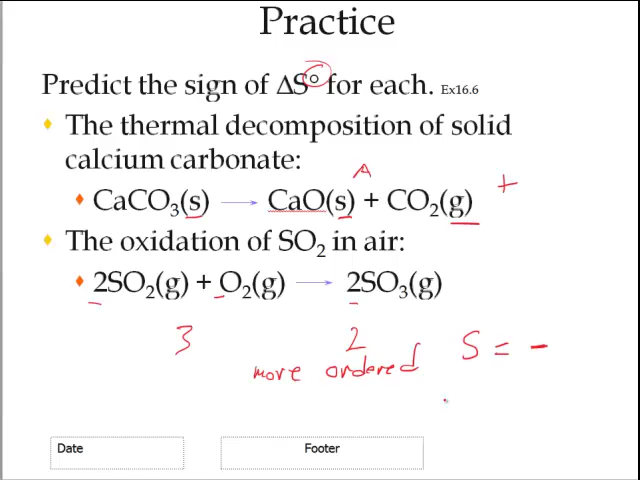 Practice
Predict the sign of ΔS° for each. Ex16.6
The thermal decomposition of solid
calcium carbonate:
A
CaCO₃(s) → CaO(s) + CO₂(g) +
The oxidation of SO₂ in air:
2SO₂(g) + O₂(g) → 2SO₃(g)
3 2
more ordered S = -
Date Footer